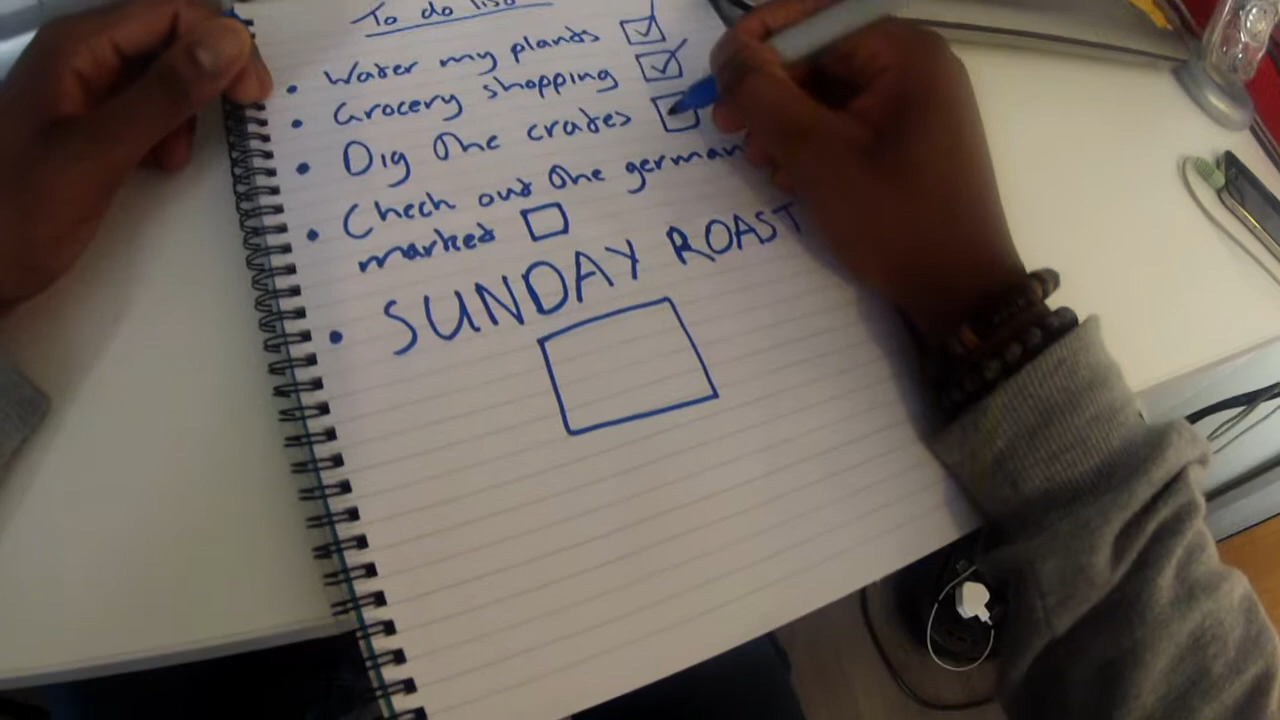 To do list
• Water my plants ☑
• Grocery shopping ☑
• Dig the crates ☐
• Check out the german
market ☐
• SUNDAY ROAST